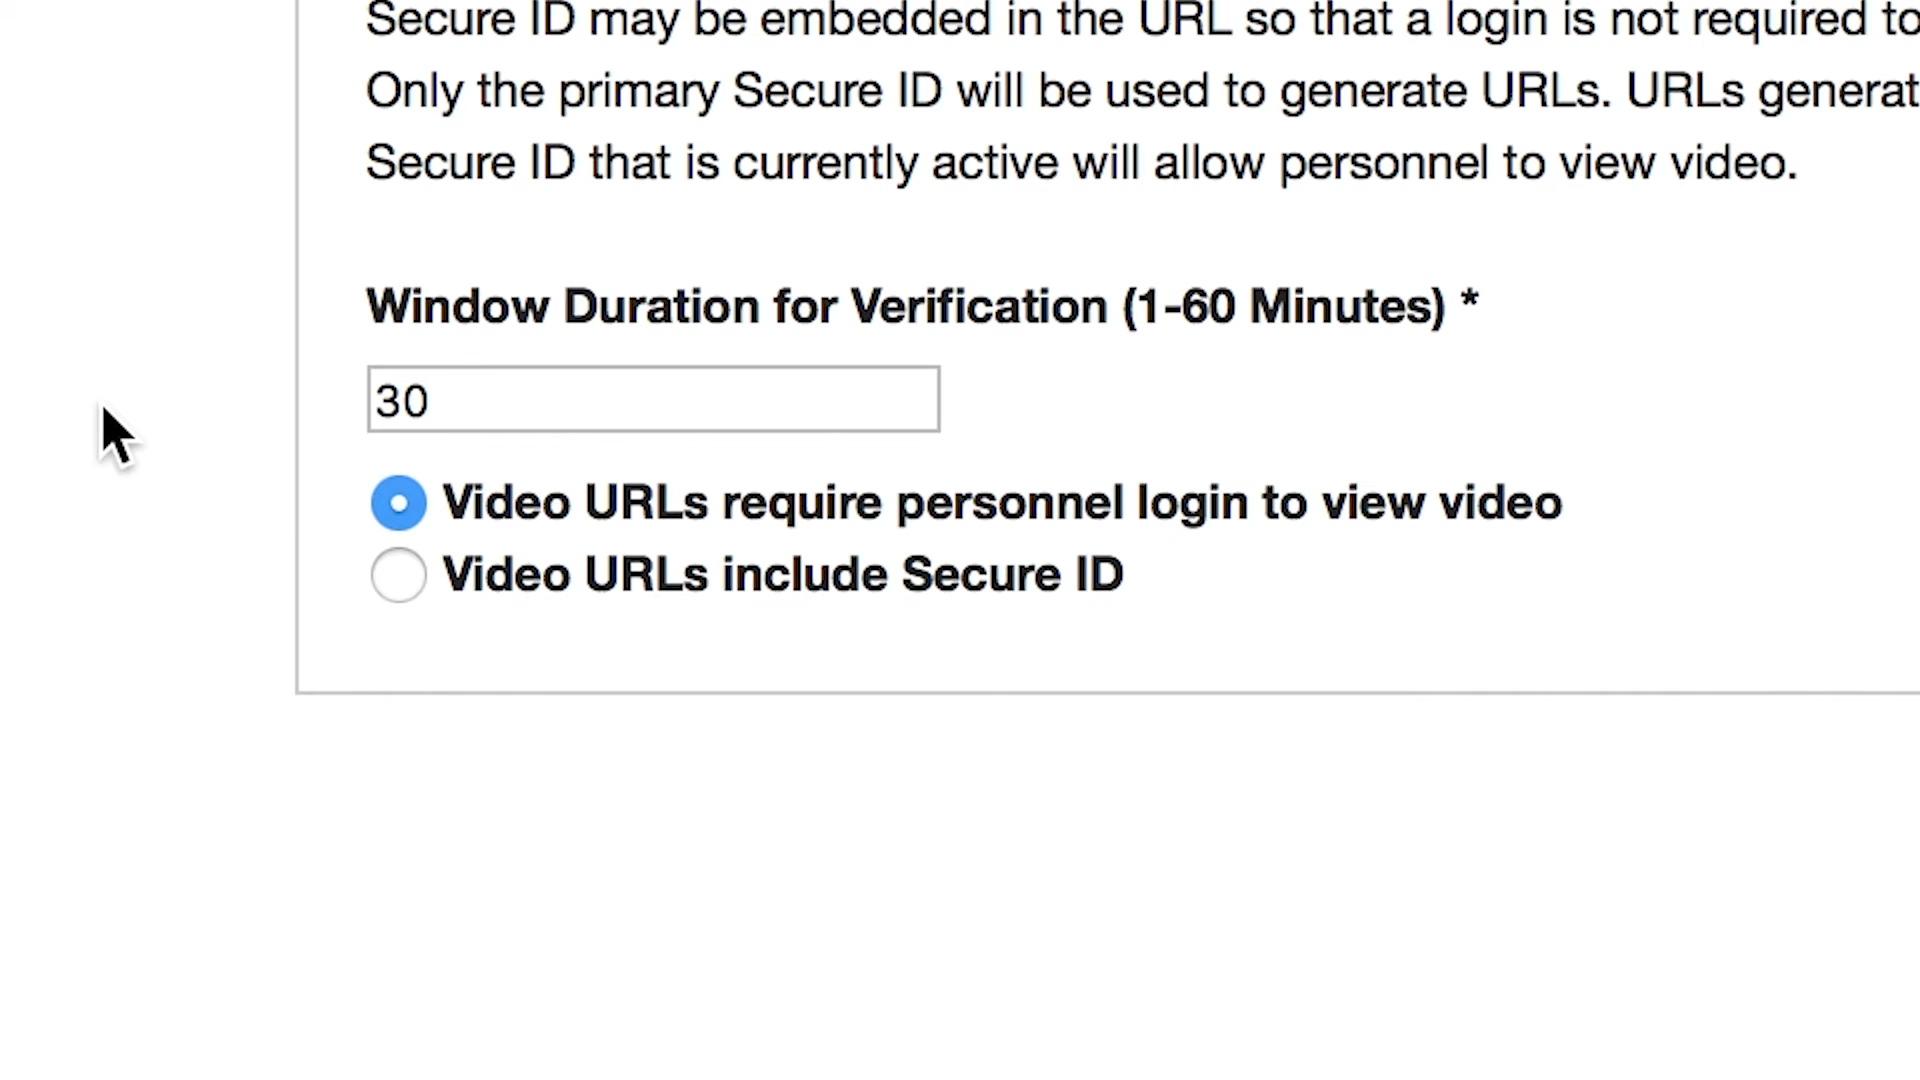 Secure ID may be embedded in the URL so that a login is not required to
Only the primary Secure ID will be used to generate URLs. URLs generat
Secure ID that is currently active will allow personnel to view video.
Window Duration for Verification (1-60 Minutes) *
30
Video URLs require personnel login to view video
Video URLs include Secure ID